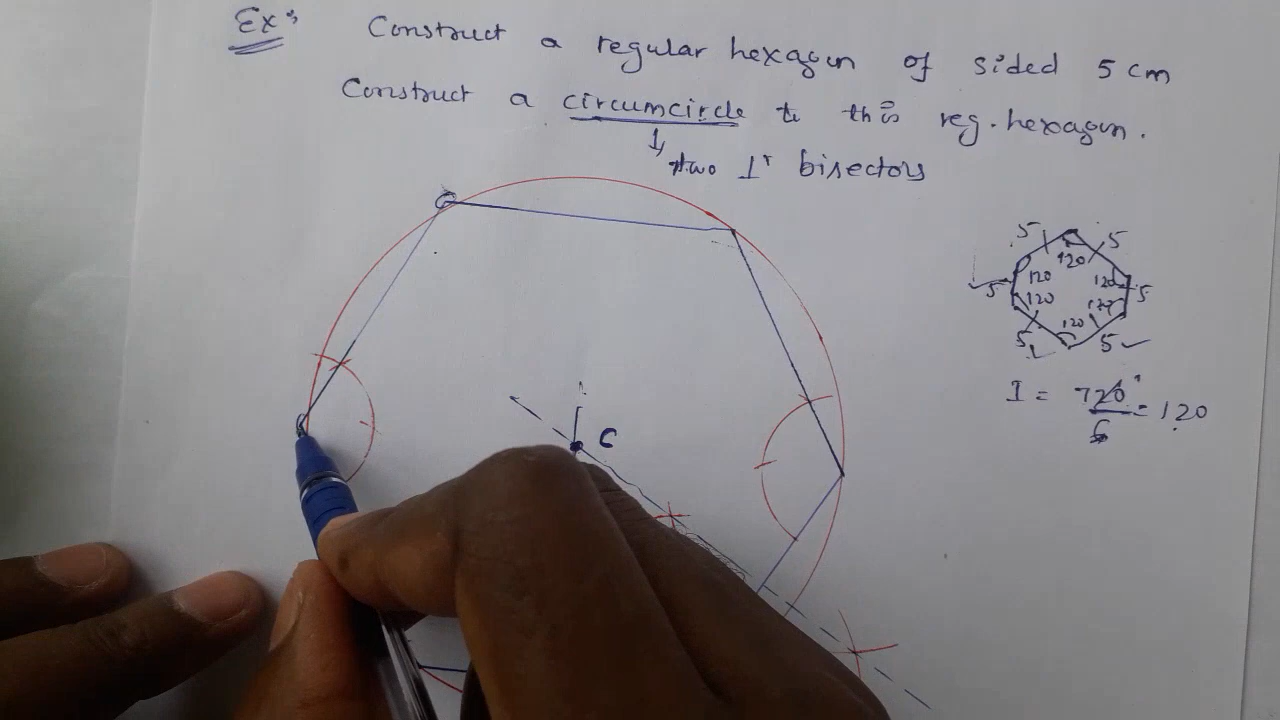 Ex:
Construct a regular hexagon of sided 5 cm
Construct a circumcircle to this reg. hexagon.
two ⊥r bisectors
5 5
120
120 120
5 5
120 120
120
5 5
I = 720° / 6 = 120
C